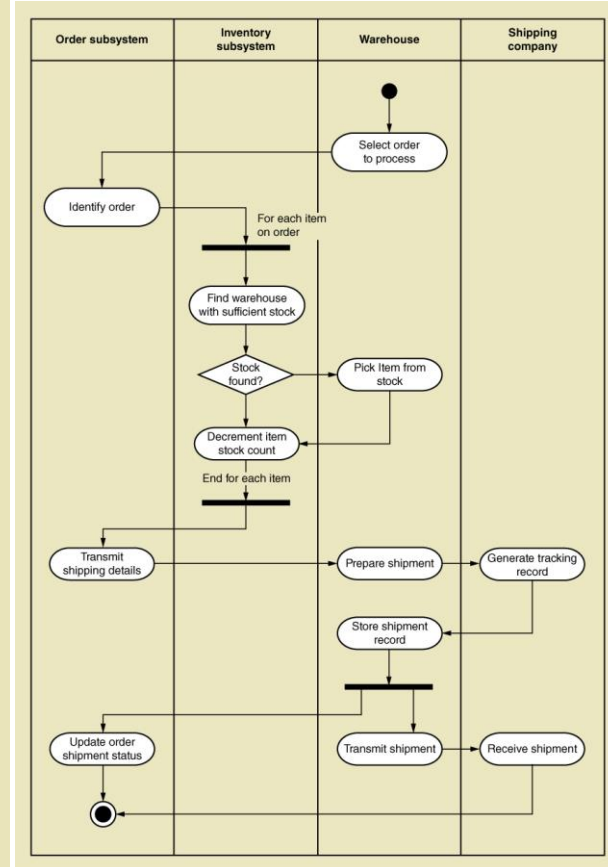 Order subsystem
Inventory
subsystem
Warehouse
Shipping
company
Select order
to process
Identify order
For each item
on order
Find warehouse
with sufficient stock
Stock
found?
Pick Item from
stock
Decrement item
stock count
End for each item
Transmit
shipping details
Prepare shipment
Generate tracking
record
Store shipment
record
Update order
shipment status
Transmit shipment
Receive shipment